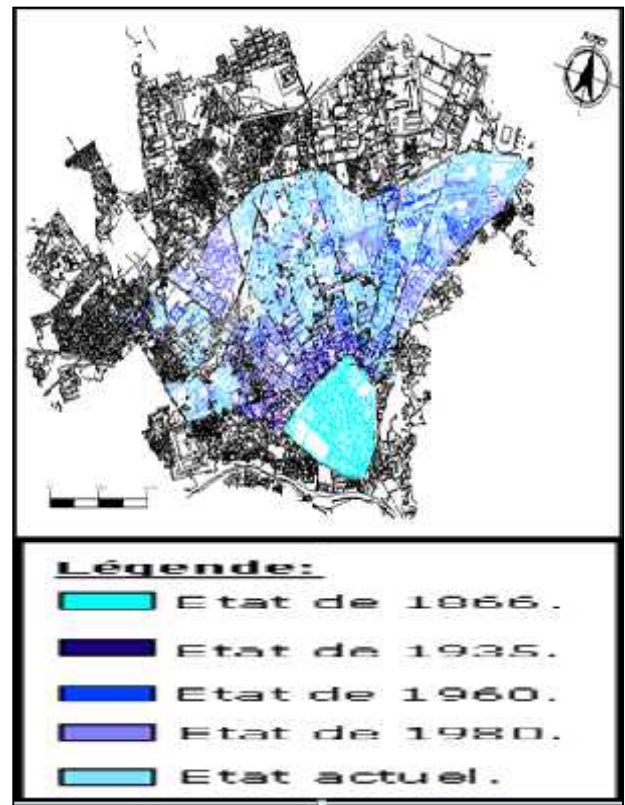 Légende:
Etat de 1866.
Etat de 1935.
Etat de 1960.
Etat de 1980.
Etat actuel.